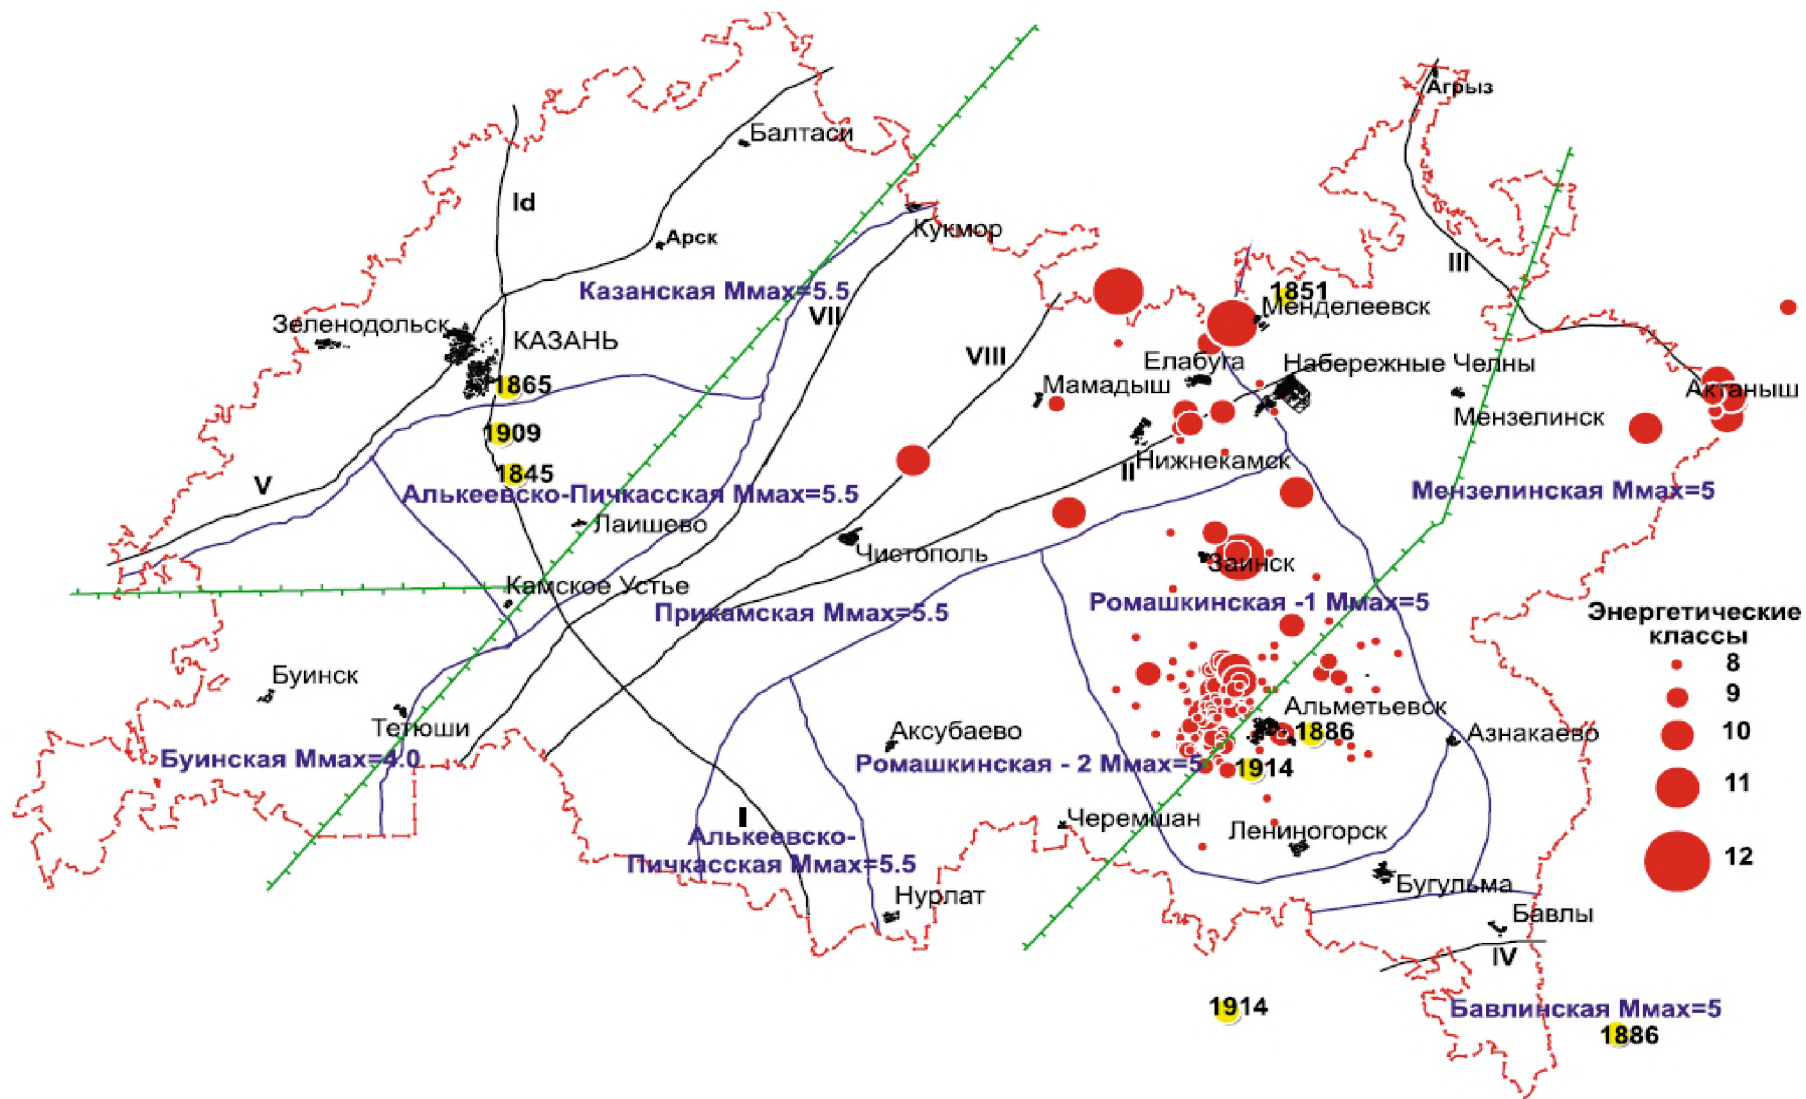 Агрыз
Балтаси
Id
Арск
Кукмор
III
Казанская Ммах=5.5
1851
Менделеевск
VII
Зеленодольск
КАЗАНЬ
VIII
Елабуга
Набережные Челны
1865
Мамадыш
Актаныш
Мензелинск
1909
Нижнекамск
II
1845
V
Алькеевско-Пичкасская Ммах=5.5
Мензелинская Ммах=5
Лаишево
Чистополь
Заинск
Камское Устье
Прикамская Ммах=5.5
Ромашкинская -1 Ммах=5
Энергетические
классы
8
9
10
11
12
Буинск
Тетюши
Альметьевск
Аксубаево
1886
Азнакаево
Буинская Ммах=4.0
Ромашкинская - 2 Ммах=5
1914
I
Черемшан
Лениногорск
Алькеевско-
Пичкасская Ммах=5.5
Нурлат
Бугульма
Бавлы
IV
1914
Бавлинская Ммах=5
1886